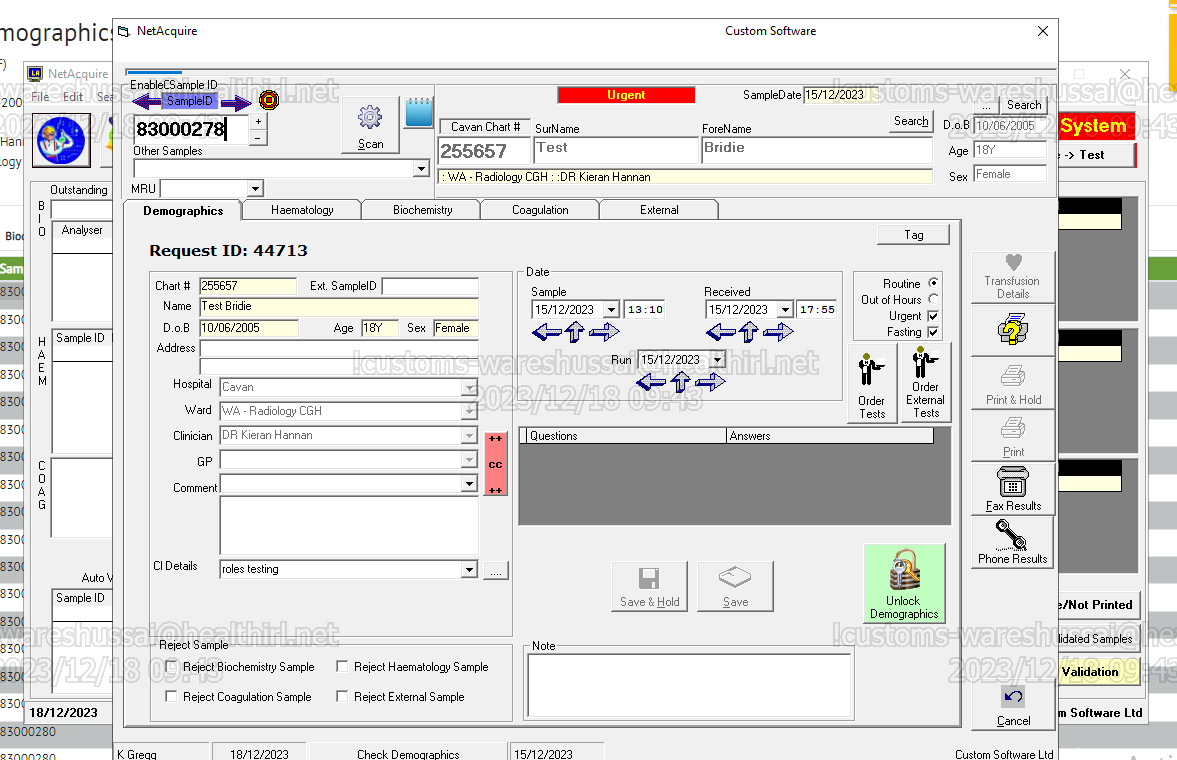 mographics
NetAcquire
Custom Software
NetAcquire
File Edit Sea
EnableCSample ID
SampleID
83000278
+
-
Other Samples
MRU
Scan
Urgent
SampleDate 15/12/2023
... Search
Cavan Chart #
SurName
ForeName
Search
D.o.B 10/06/2005
255657
Test
Bridie
Age 18Y
Sex Female
: WA - Radiology CGH : :DR Kieran Hannan
System
-> Test
Outstanding
B
I
O
Analyser
Sample ID
H
A
E
M
C
O
A
G
Auto V
Sample ID
Demographics
Haematology
Biochemistry
Coagulation
External
Request ID: 44713
Tag
Chart # 255657
Ext. SampleID
Name Test Bridie
D.o.B 10/06/2005
Age 18Y
Sex Female
Address
Hospital Cavan
Ward WA - Radiology CGH
Clinician DR Kieran Hannan
GP
Comment
++
cc
++
Cl Details roles testing
....
Date
Sample
Received
15/12/2023 13:10
15/12/2023 17:55
Run 15/12/2023
Routine
Out of Hours
Urgent
Fasting
Order
Tests
Order
External
Tests
Questions
Answers
Transfusion
Details
Print & Hold
Print
Fax Results
Phone Results
Save & Hold
Save
Unlock
Demographics
Reject Sample
Reject Biochemistry Sample
Reject Haematology Sample
Reject Coagulation Sample
Reject External Sample
Note
Cancel
e/Not Printed
idated Samples
Validation
m Software Ltd
18/12/2023
K Gregg
18/12/2023
Check Demographics
15/12/2023
Custom Software Ltd
83000280
83000280
lcustoms-wareshussai@healthirl.net
2023/12/18 09:43